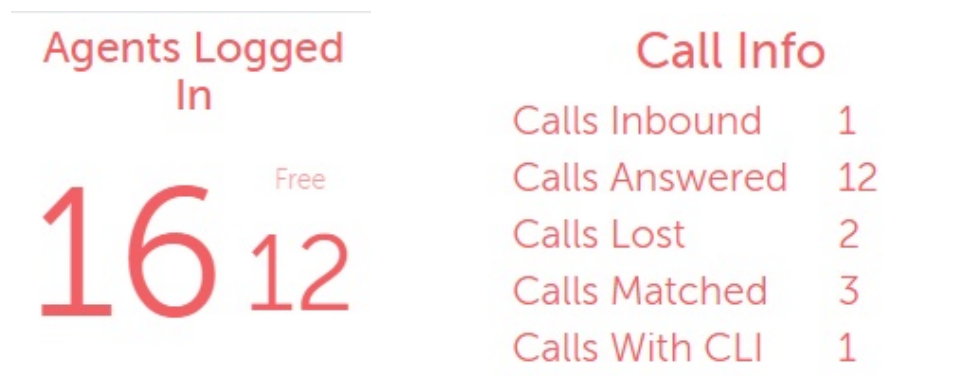 Agents Logged
In
Free
16 12
Call Info
Calls Inbound 1
Calls Answered 12
Calls Lost 2
Calls Matched 3
Calls With CLI 1